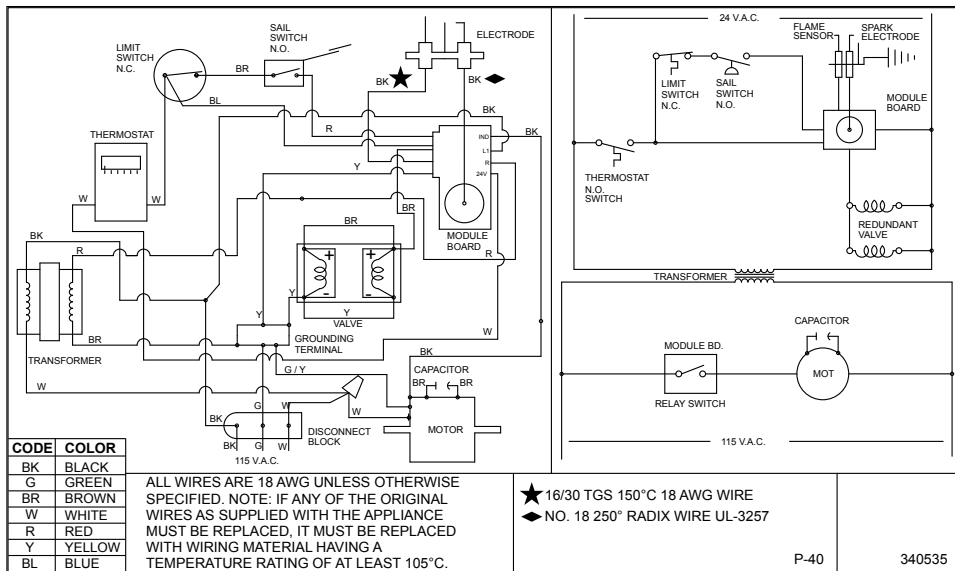 LIMIT
SWITCH
N.C.
SAIL
SWITCH
N.O.
ELECTRODE
BR
BK ★
BK ◆
BL
BK
R
BK
THERMOSTAT
IND
L1
R
24V
Y
W
W
BR
MODULE
BOARD
BK
R
BR
R
+
+
-
-
Y
Y
Y
VALVE
GROUNDING
TERMINAL
W
BR
TRANSFORMER
BK
G / Y
CAPACITOR
BR
BR
W
G
W
W
BK
DISCONNECT
BLOCK
MOTOR
BK
G
W
115 V.A.C.
24 V.A.C.
FLAME
SENSOR
SPARK
ELECTRODE
LIMIT
SWITCH
N.C.
SAIL
SWITCH
N.O.
MODULE
BOARD
THERMOSTAT
N.O.
SWITCH
REDUNDANT
VALVE
TRANSFORMER
CAPACITOR
MODULE BD.
MOT
RELAY SWITCH
115 V.A.C.
CODE COLOR
BK BLACK
G GREEN
BR BROWN
W WHITE
R RED
Y YELLOW
BL BLUE
ALL WIRES ARE 18 AWG UNLESS OTHERWISE
SPECIFIED. NOTE: IF ANY OF THE ORIGINAL
WIRES AS SUPPLIED WITH THE APPLIANCE
MUST BE REPLACED, IT MUST BE REPLACED
WITH WIRING MATERIAL HAVING A
TEMPERATURE RATING OF AT LEAST 105°C.
★ 16/30 TGS 150°C 18 AWG WIRE
◆ NO. 18 250° RADIX WIRE UL-3257
P-40
340535